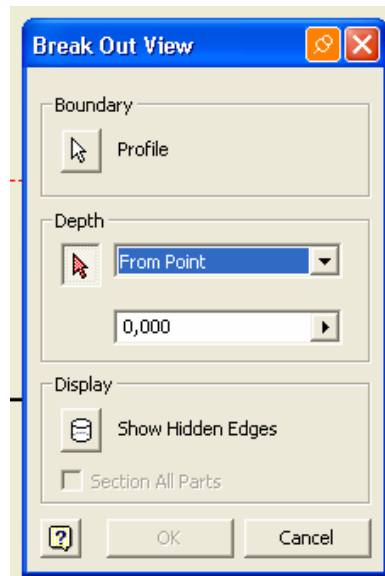 Break Out View
Boundary
Profile
Depth
From Point
0,000
Display
Show Hidden Edges
Section All Parts
? OK Cancel